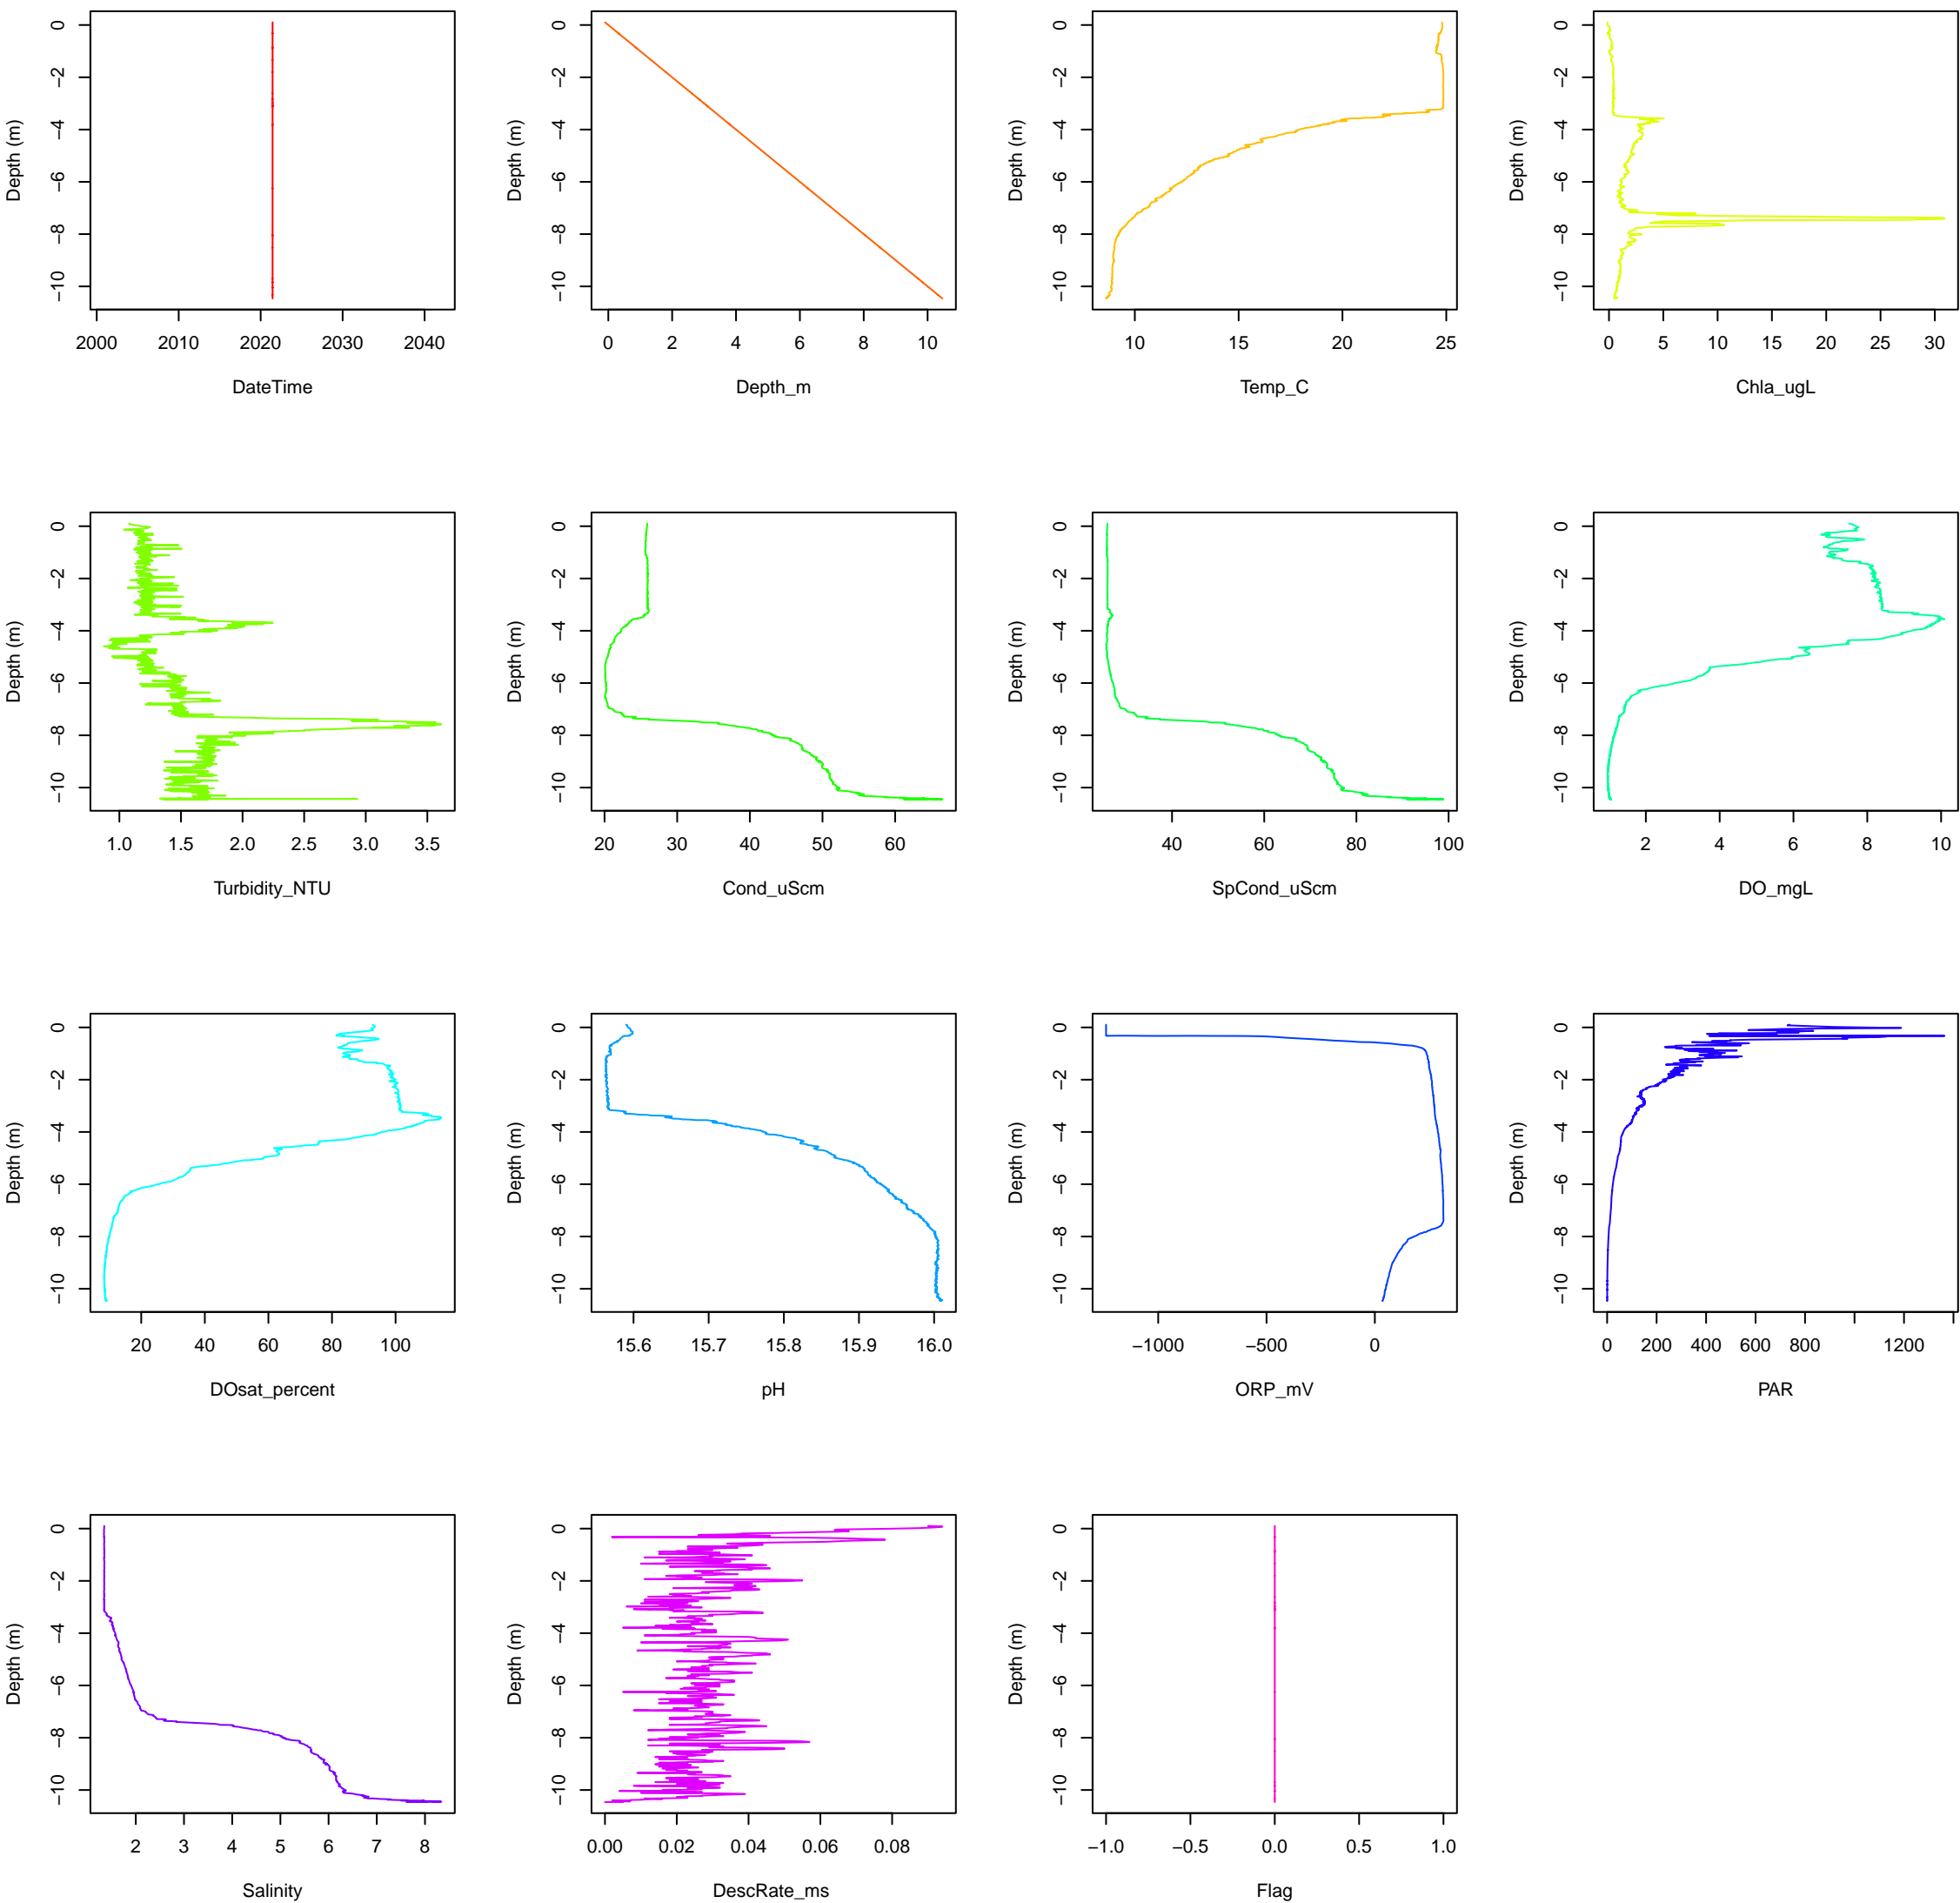 0
−2
−4
−6
−8
−10
Depth (m)
2000 2010 2020 2030 2040
DateTime
0
−2
−4
−6
−8
−10
Depth (m)
0 2 4 6 8 10
Depth_m
0
−2
−4
−6
−8
−10
Depth (m)
10 15 20 25
Temp_C
0
−2
−4
−6
−8
−10
Depth (m)
0 5 10 15 20 25 30
Chla_ugL
0
−2
−4
−6
−8
−10
Depth (m)
1.0 1.5 2.0 2.5 3.0 3.5
Turbidity_NTU
0
−2
−4
−6
−8
−10
Depth (m)
20 30 40 50 60
Cond_uScm
0
−2
−4
−6
−8
−10
Depth (m)
40 60 80 100
SpCond_uScm
0
−2
−4
−6
−8
−10
Depth (m)
2 4 6 8 10
DO_mgL
0
−2
−4
−6
−8
−10
Depth (m)
20 40 60 80 100
DOsat_percent
0
−2
−4
−6
−8
−10
Depth (m)
15.6 15.7 15.8 15.9 16.0
pH
0
−2
−4
−6
−8
−10
Depth (m)
−1000 −500 0
ORP_mV
0
−2
−4
−6
−8
−10
Depth (m)
0 200 400 600 800 1200
PAR
0
−2
−4
−6
−8
−10
Depth (m)
2 3 4 5 6 7 8
Salinity
0
−2
−4
−6
−8
−10
Depth (m)
0.00 0.02 0.04 0.06 0.08
DescRate_ms
0
−2
−4
−6
−8
−10
Depth (m)
−1.0 −0.5 0.0 0.5 1.0
Flag